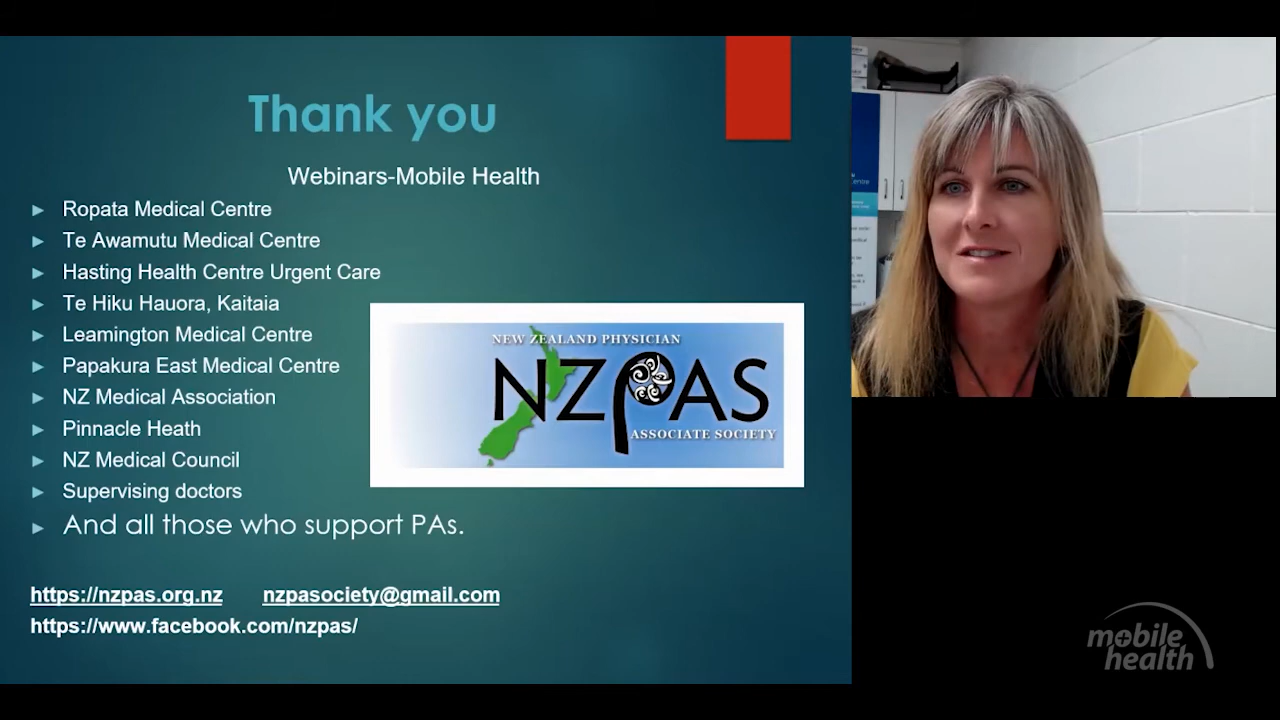 Thank you
Webinars-Mobile Health
Ropata Medical Centre
Te Awamutu Medical Centre
Hasting Health Centre Urgent Care
Te Hiku Hauora, Kaitaia
Leamington Medical Centre
Papakura East Medical Centre
NZ Medical Association
Pinnacle Heath
NZ Medical Council
Supervising doctors
And all those who support PAs.
NEW ZEALAND PHYSICIAN
NZPAS
ASSOCIATE SOCIETY
https://nzpas.org.nz nzpasociety@gmail.com
https://www.facebook.com/nzpas/
mobile
health